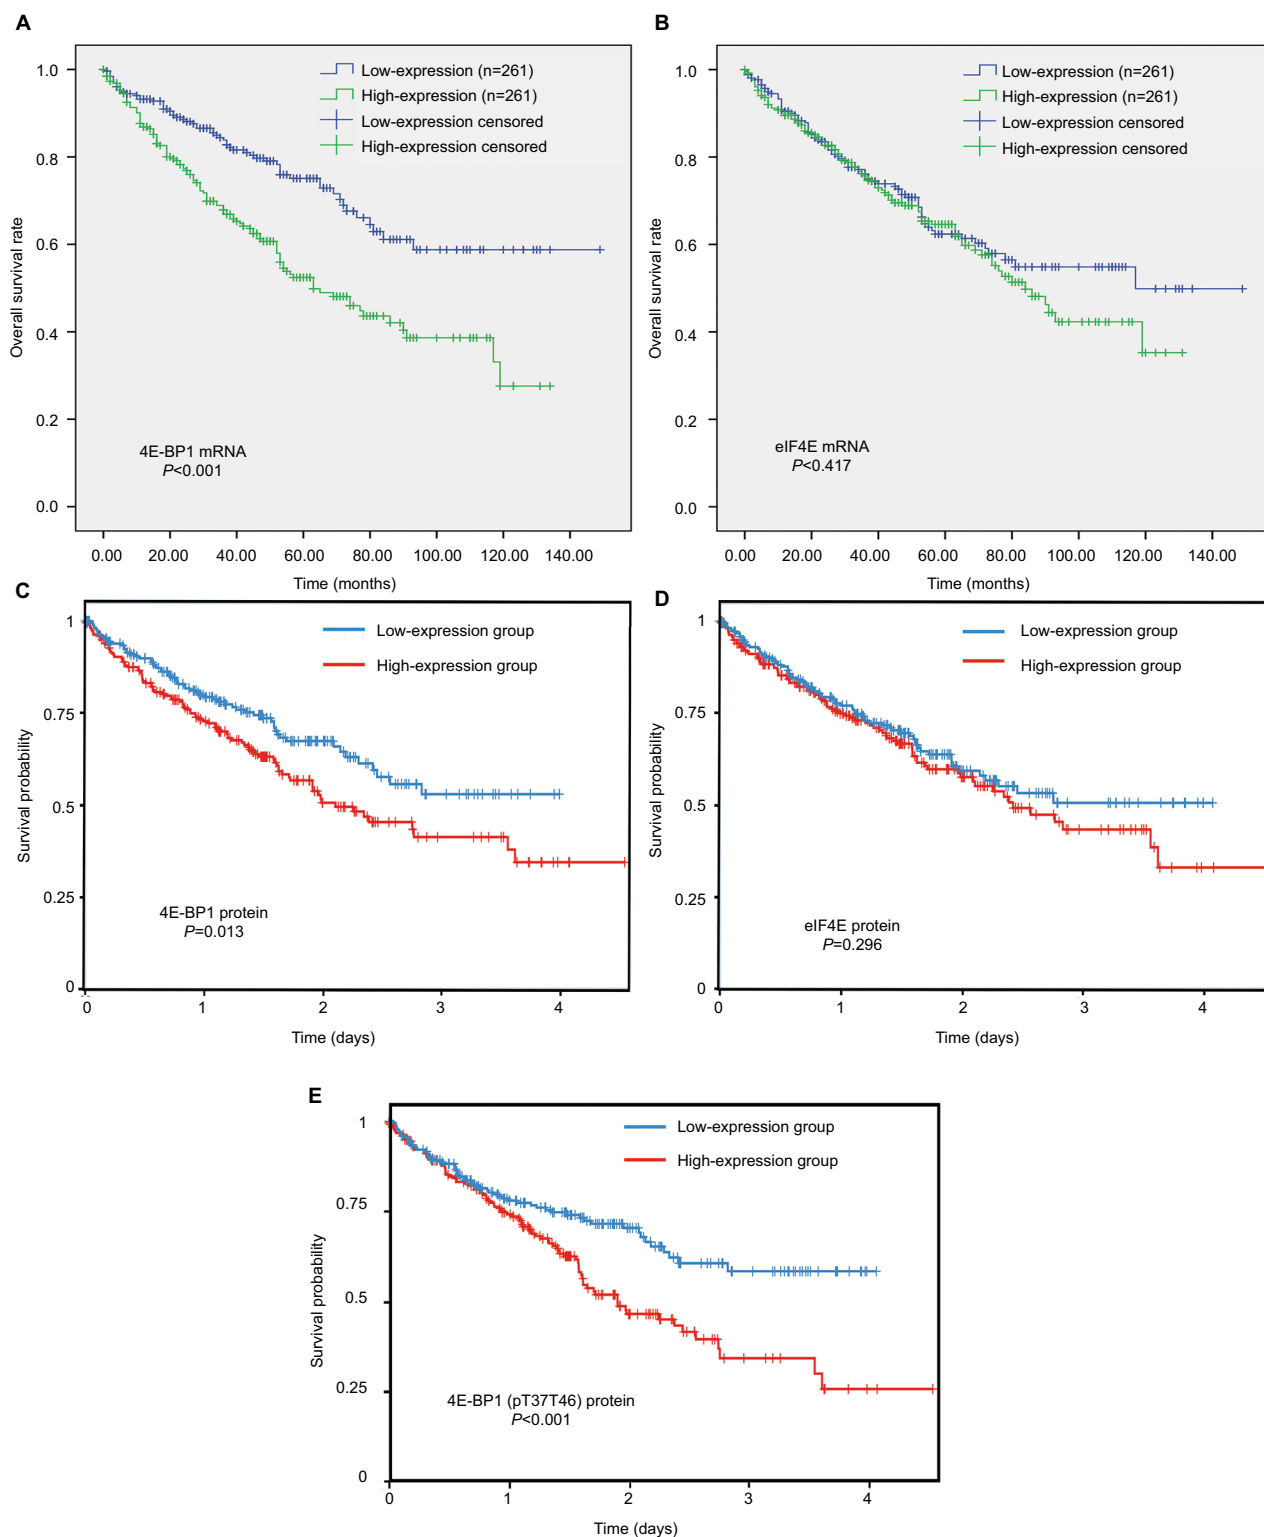 A
1.0
0.8
0.6
0.4
0.2
0.0
Overall survival rate
Low-expression (n=261)
High-expression (n=261)
Low-expression censored
High-expression censored
4E-BP1 mRNA
P<0.001
0.00 20.00 40.00 60.00 80.00 100.00 120.00 140.00
Time (months)
B
1.0
0.8
0.6
0.4
0.2
0.0
Overall survival rate
Low-expression (n=261)
High-expression (n=261)
Low-expression censored
High-expression censored
eIF4E mRNA
P<0.417
0.00 20.00 40.00 60.00 80.00 100.00 120.00 140.00
Time (months)
C
1
0.75
0.5
0.25
0
Survival probability
Low-expression group
High-expression group
4E-BP1 protein
P=0.013
0 1 2 3 4
Time (days)
D
1
0.75
0.5
0.25
0
Survival probability
Low-expression group
High-expression group
eIF4E protein
P=0.296
0 1 2 3 4
Time (days)
E
1
0.75
0.5
0.25
0
Survival probability
Low-expression group
High-expression group
4E-BP1 (pT37T46) protein
P<0.001
0 1 2 3 4
Time (days)